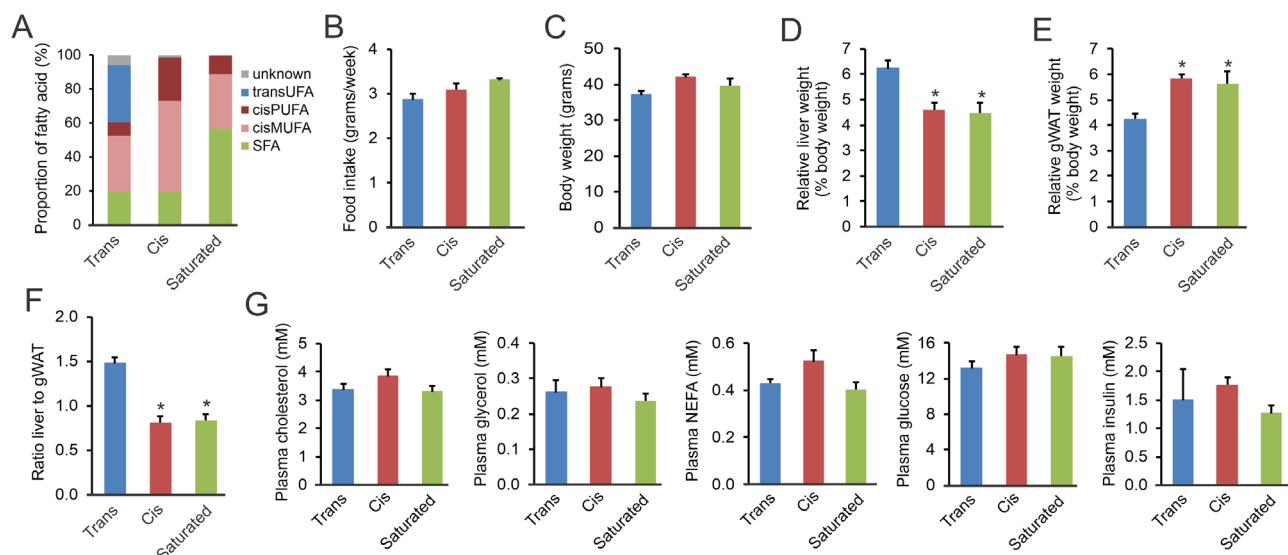 A
Proportion of fatty acid (%)
100
80
60
40
20
0
Trans
Cis
Saturated
unknown
transUFA
cisPUFA
cisMUFA
SFA
B
Food intake (grams/week)
4
3
2
1
0
Trans
Cis
Saturated
C
Body weight (grams)
50
40
30
20
10
0
Trans
Cis
Saturated
D
Relative liver weight
(% body weight)
7
6
5
4
3
2
1
0
* *
Trans
Cis
Saturated
E
Relative gWAT weight
(% body weight)
7
6
5
4
3
2
1
0
* *
Trans
Cis
Saturated
F
Ratio liver to gWAT
2.0
1.5
1.0
0.5
0.0
* *
Trans
Cis
Saturated
G
Plasma cholesterol (mM)
5
4
3
2
1
0
Trans
Cis
Saturated
Plasma glycerol (mM)
0.4
0.3
0.2
0.1
0.0
Trans
Cis
Saturated
Plasma NEFA (mM)
0.6
0.4
0.2
0.0
Trans
Cis
Saturated
Plasma glucose (mM)
16
12
8
4
0
Trans
Cis
Saturated
Plasma insulin (mM)
2.5
2.0
1.5
1.0
0.5
0.0
Trans
Cis
Saturated